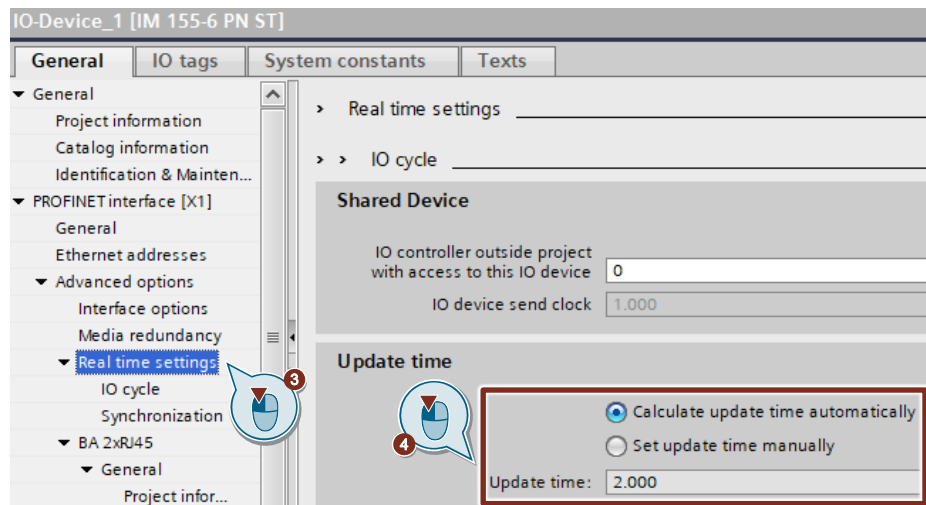 IO-Device_1 [IM 155-6 PN ST]
General
IO tags
System constants
Texts
General
Project information
Catalog information
Identification & Mainten...
PROFINET interface [X1]
General
Ethernet addresses
Advanced options
Interface options
Media redundancy
Real time settings
IO cycle
Synchronization
BA 2xRJ45
General
Project infor...
3
Real time settings
IO cycle
Shared Device
IO controller outside project
with access to this IO device
0
IO device send clock
1.000
Update time
4
Calculate update time automatically
Set update time manually
Update time:
2.000